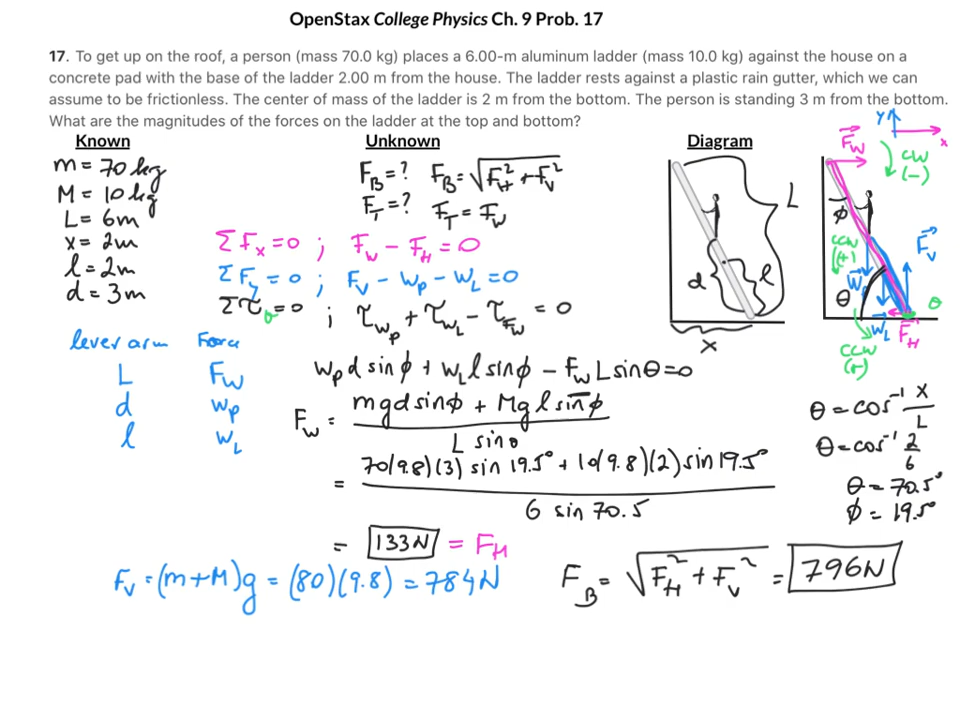 OpenStax College Physics Ch. 9 Prob. 17
17. To get up on the roof, a person (mass 70.0 kg) places a 6.00-m aluminum ladder (mass 10.0 kg) against the house on a
concrete pad with the base of the ladder 2.00 m from the house. The ladder rests against a plastic rain gutter, which we can
assume to be frictionless. The center of mass of the ladder is 2 m from the bottom. The person is standing 3 m from the bottom.
What are the magnitudes of the forces on the ladder at the top and bottom?
Known
m = 70 kg
M = 10 kg
L = 6m
x = 2m
l = 2m
d = 3m
Unknown
F_B = ? F_B = √(F_H² + F_V²)
F_T = ? F_T = F_W
ΣF_x = 0 ; F_W - F_H = 0
ΣF_y = 0 ; F_V - W_P - W_L = 0
Στ_θ = 0 ; τ_W_P + τ_W_L - τ_F_W = 0
Diagram
L
d
l
x
Y
x
F_W
CW
(-)
φ
CCW
(+)
W
θ
F_V
θ
W_L F_H
CCW
lever arm Force
L F_W
d W_P
l W_L
W_P d sin φ + W_L l sin φ - F_W L sin θ = 0
F_W = (mgd sin φ + Mg l sin φ) / (L sin θ)
= (70(9.8)(3) sin 19.5° + 10(9.8)(2) sin 19.5°) / (6 sin 70.5)
= 133N = F_H
θ = cos⁻¹ x/L
θ = cos⁻¹ 2/6
θ = 70.5°
φ = 19.5°
F_V = (m+M)g = (80)(9.8) = 784N
F_B = √(F_H² + F_V²) = 796N